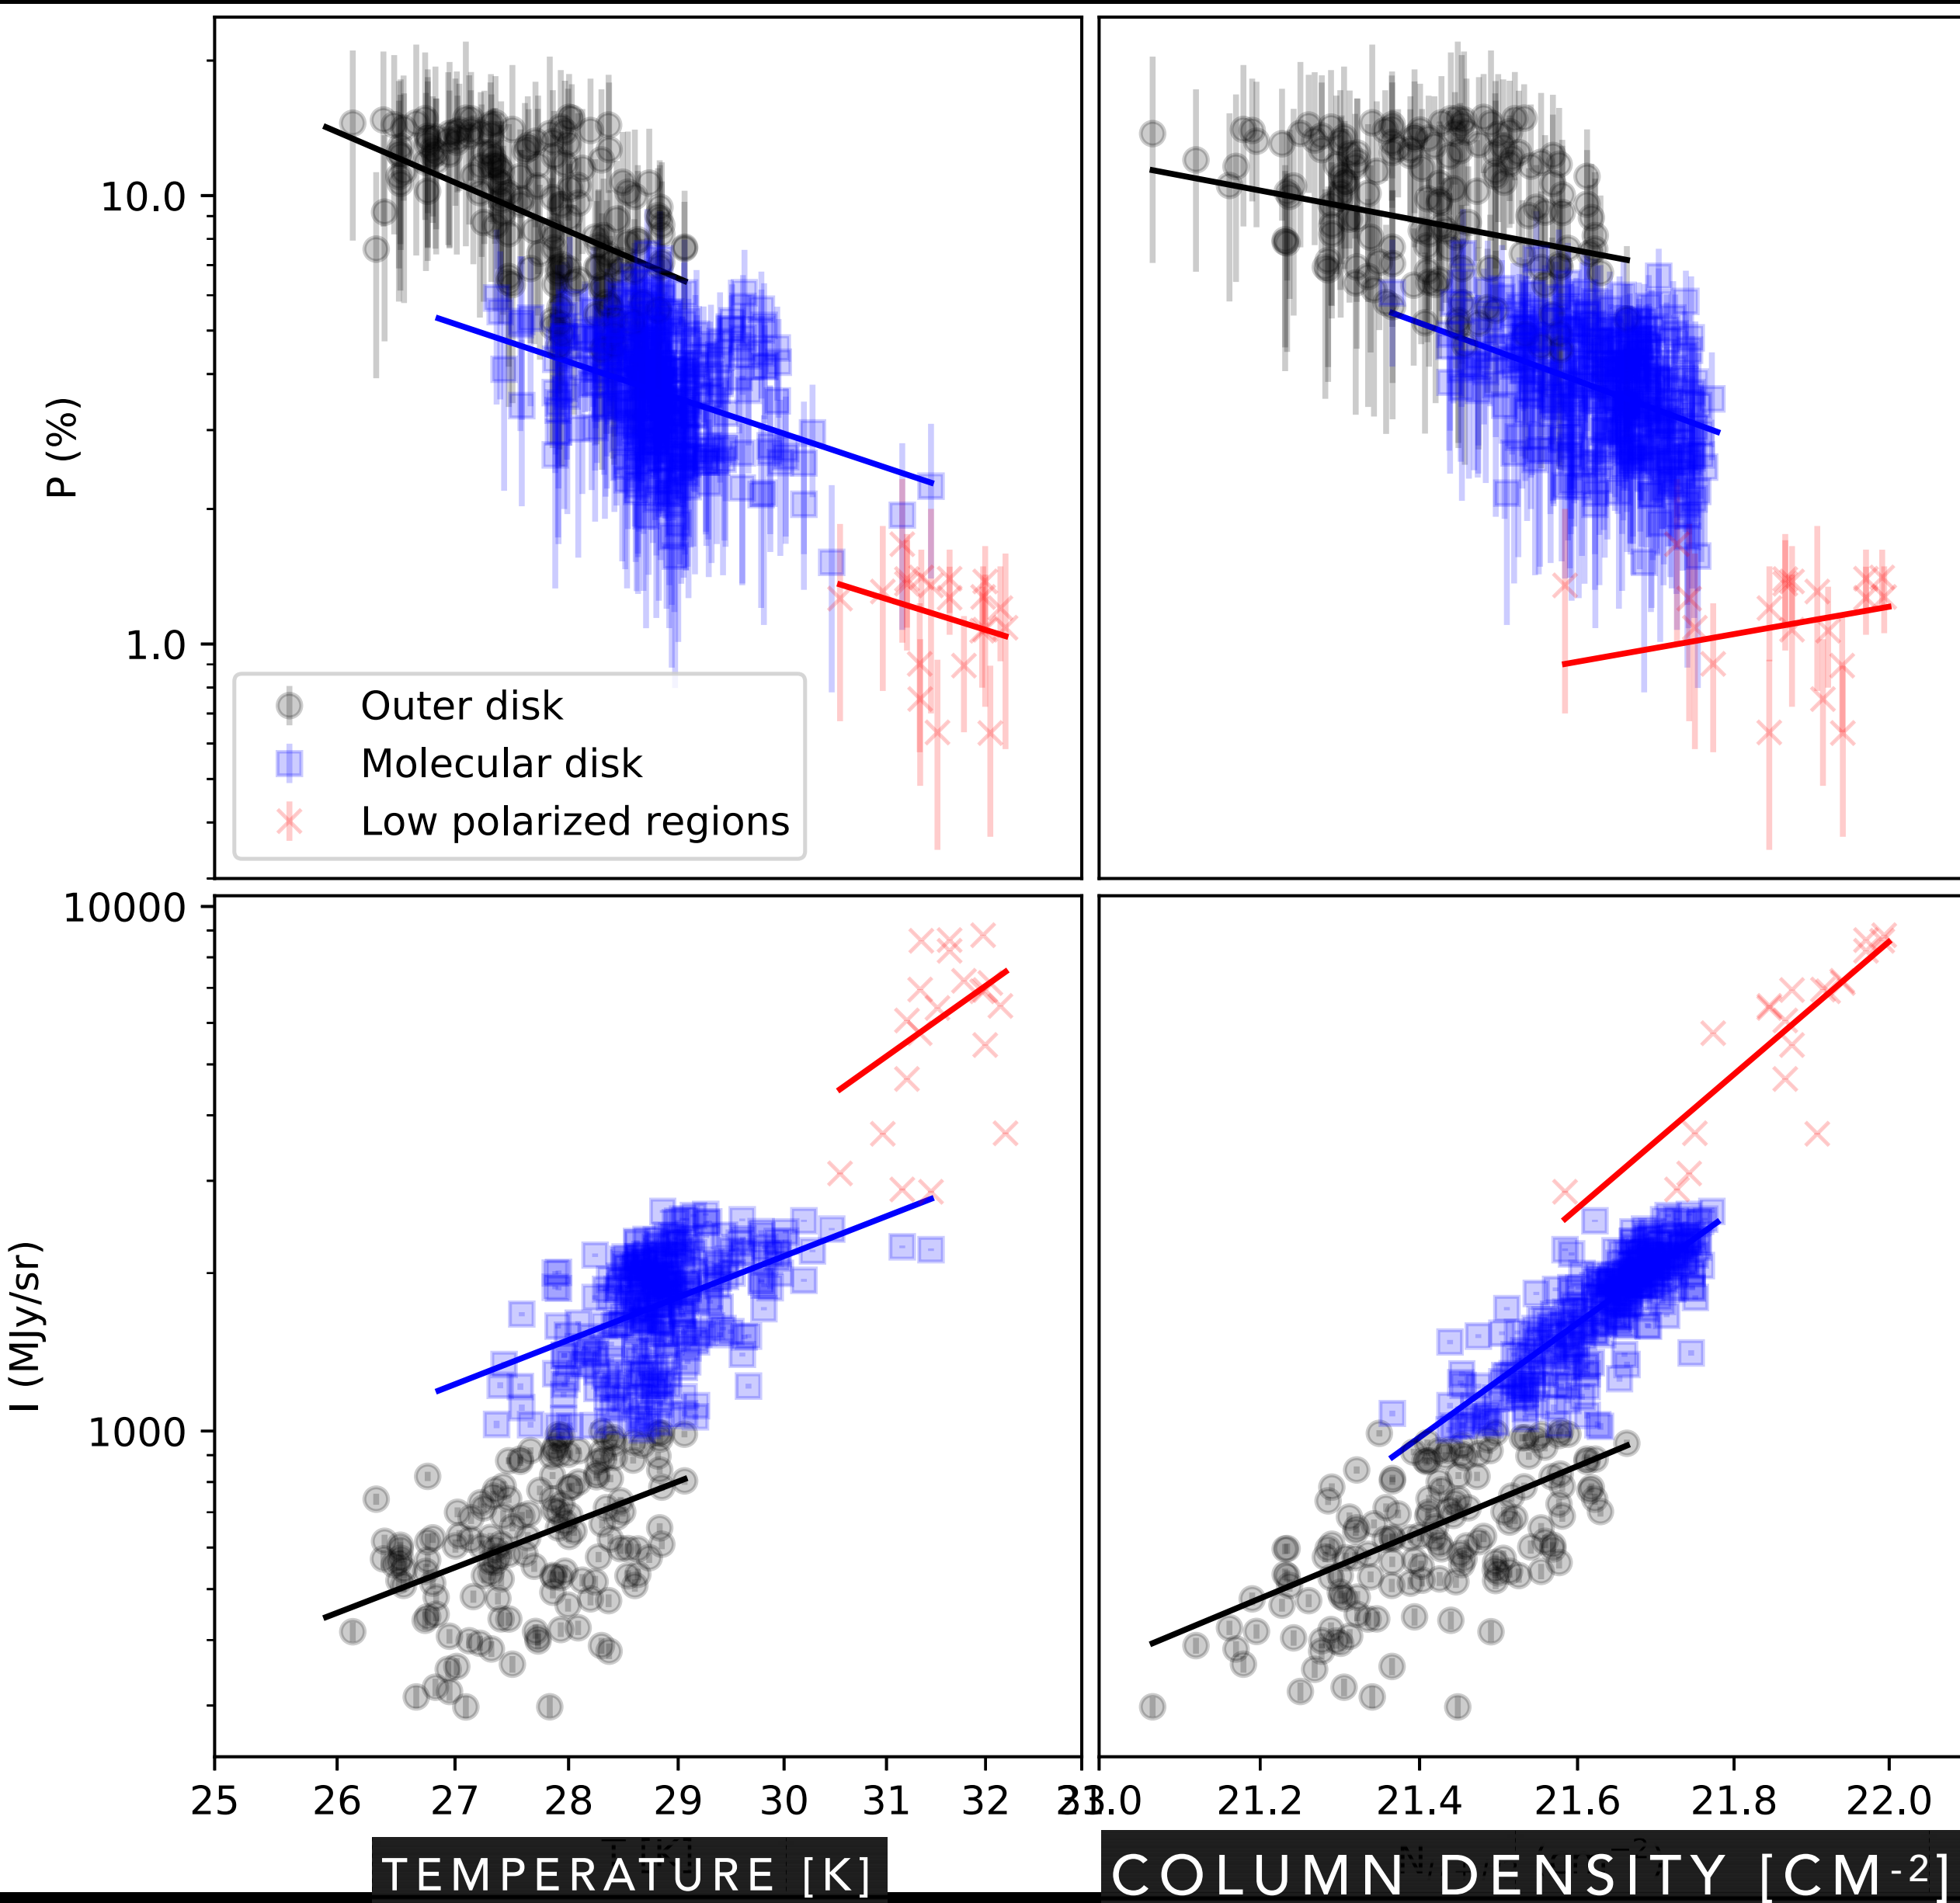 10.0
P (%)
1.0
Outer disk
Molecular disk
Low polarized regions
10000
I (MJy/sr)
1000
25 26 27 28 29 30 31 32
21.2 21.4 21.6 21.8 22.0
TEMPERATURE [K]
COLUMN DENSITY [CM-2]